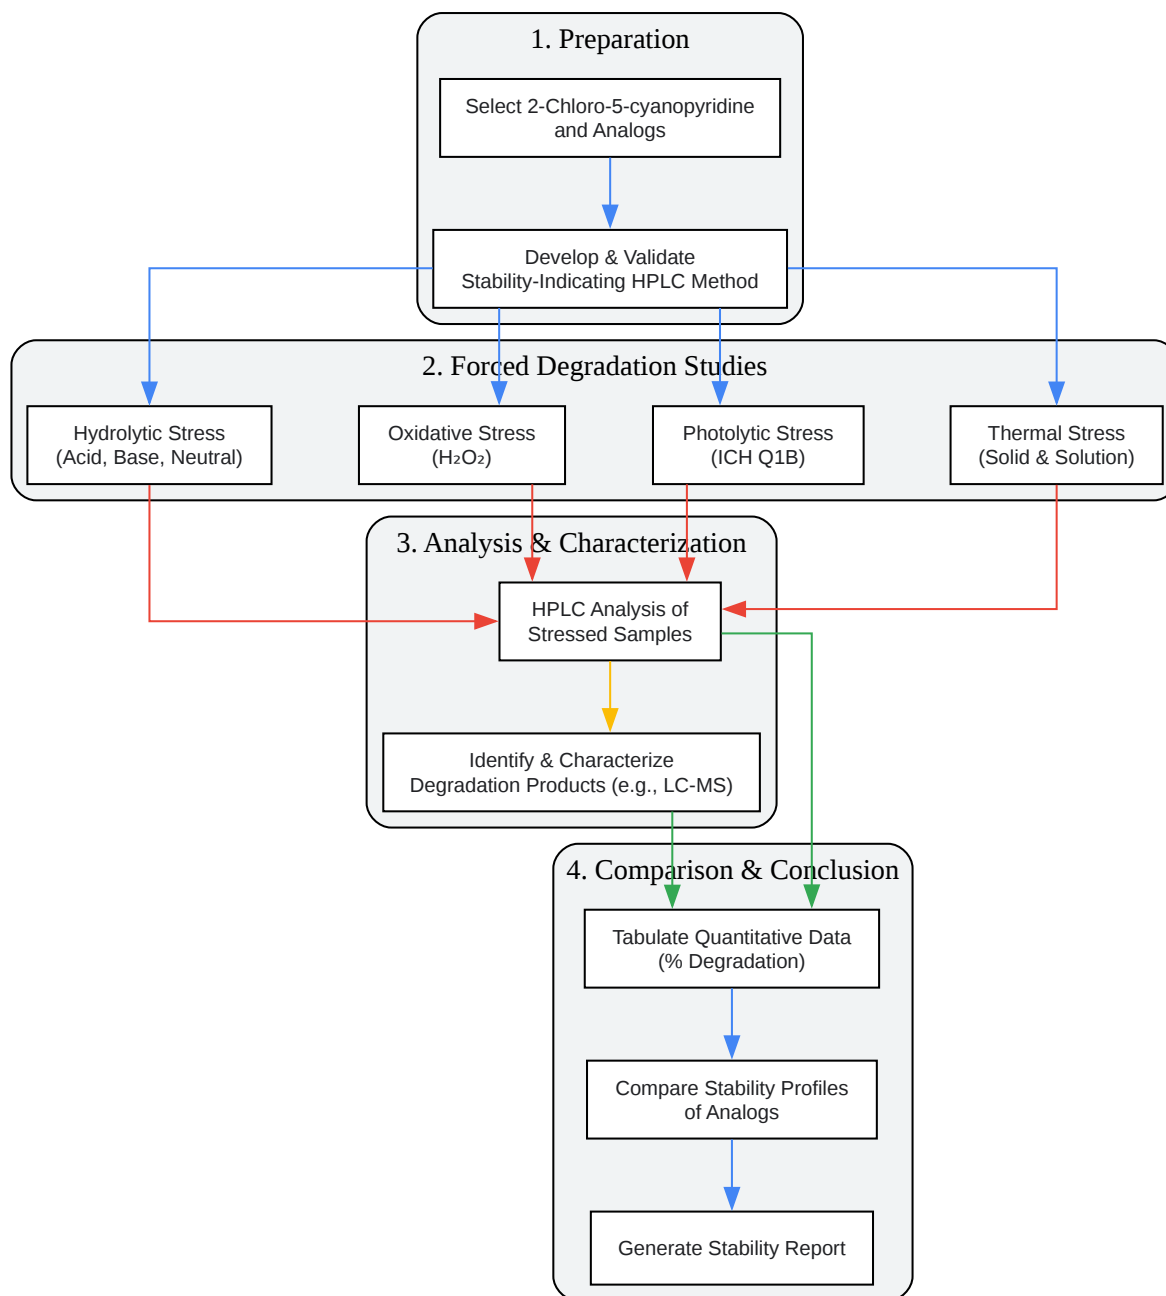 1. Preparation
Select 2-Chloro-5-cyanopyridine
and Analogs
Develop & Validate
Stability-Indicating HPLC Method
2. Forced Degradation Studies
Hydrolytic Stress
(Acid, Base, Neutral)
Oxidative Stress
(H₂O₂)
Photolytic Stress
(ICH Q1B)
Thermal Stress
(Solid & Solution)
3. Analysis & Characterization
HPLC Analysis of
Stressed Samples
Identify & Characterize
Degradation Products (e.g., LC-MS)
4. Comparison & Conclusion
Tabulate Quantitative Data
(% Degradation)
Compare Stability Profiles
of Analogs
Generate Stability Report